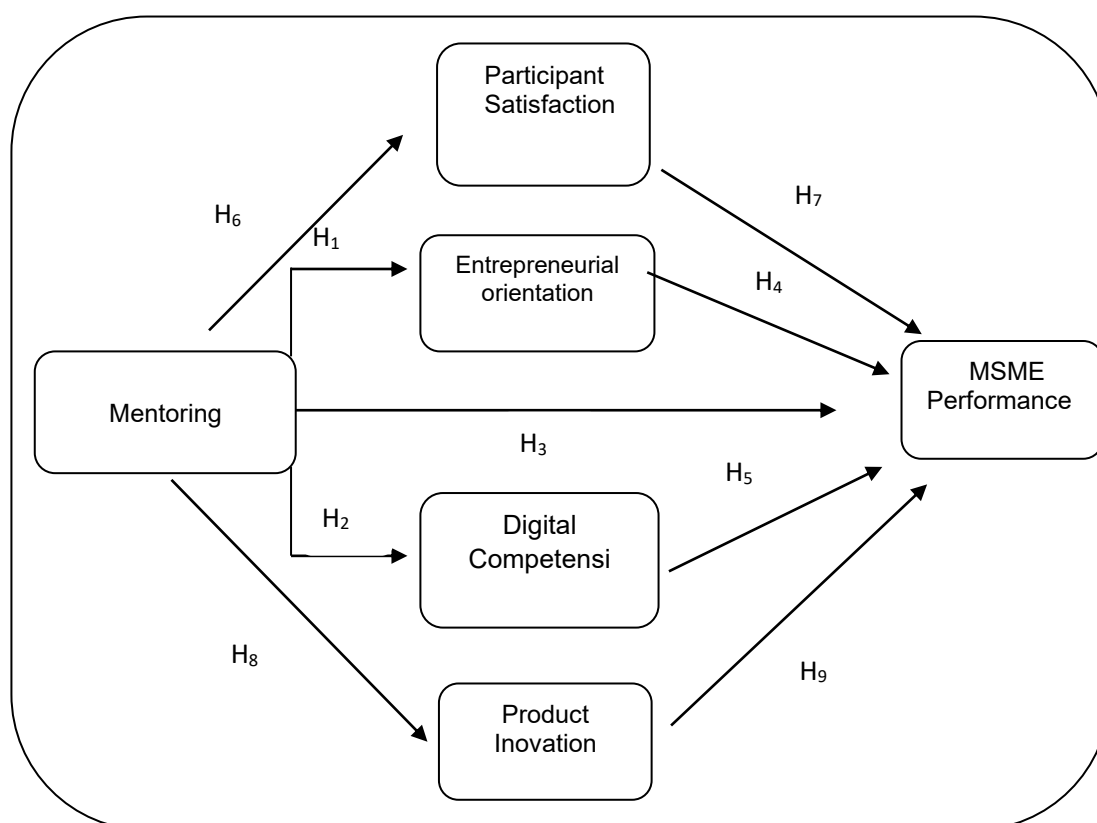 Participant
Satisfaction
H6
H7
H1
Entrepreneurial
orientation
H4
MSME
Performance
Mentoring
H3
H5
H2
Digital
Competensi
H8
H9
Product
Inovation